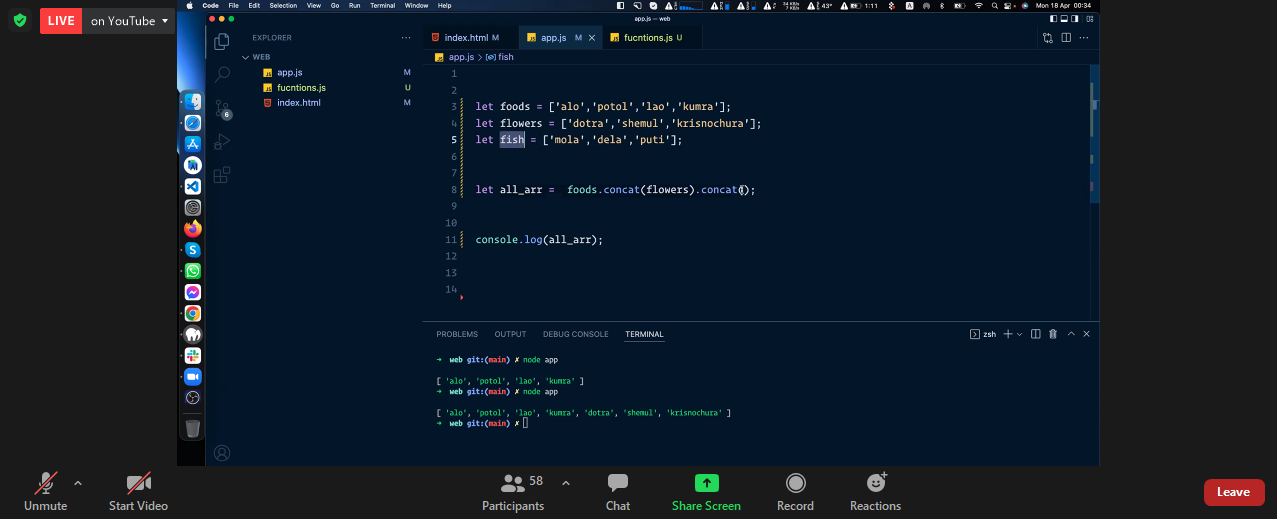 LIVE on YouTube
Code File Edit Selection View Go Run Terminal Window Help
1:11
43°
Mon 18 Apr 00:34
app.js — web
EXPLORER
WEB
app.js M
fucntions.js U
index.html M
6
index.html M app.js M fucntions.js U
app.js > fish
1
2
3 let foods = ['alo','potol','lao','kumra'];
4 let flowers = ['dotra','shemul','krisnochura'];
5 let fish = ['mola','dela','puti'];
6
7
8 let all_arr = foods.concat(flowers).concat();
9
10
11 console.log(all_arr);
12
13
14
PROBLEMS OUTPUT DEBUG CONSOLE TERMINAL
zsh
➜ web git:(main) ✗ node app
[ 'alo', 'potol', 'lao', 'kumra' ]
➜ web git:(main) ✗ node app
[ 'alo', 'potol', 'lao', 'kumra', 'dotra', 'shemul', 'krisnochura' ]
➜ web git:(main) ✗
Unmute
Start Video
58
Participants
Chat
Share Screen
Record
Reactions
Leave